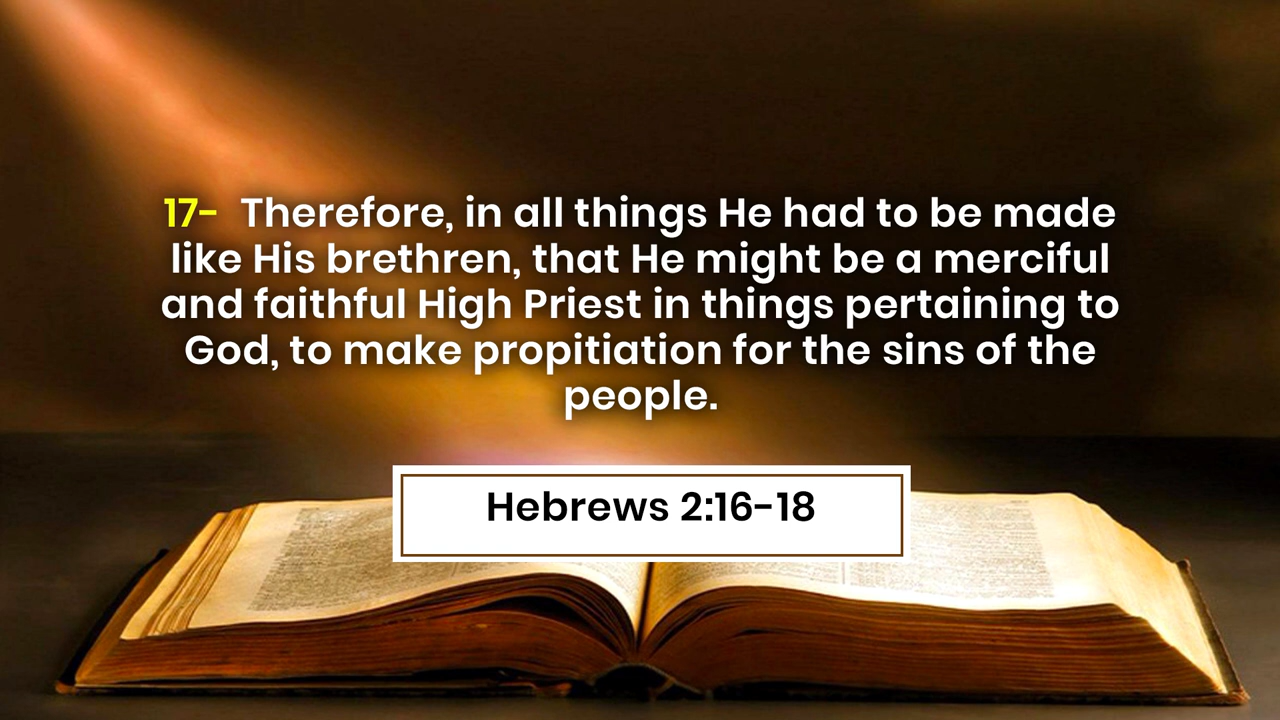 17- Therefore, in all things He had to be made
like His brethren, that He might be a merciful
and faithful High Priest in things pertaining to
God, to make propitiation for the sins of the
people.
Hebrews 2:16-18